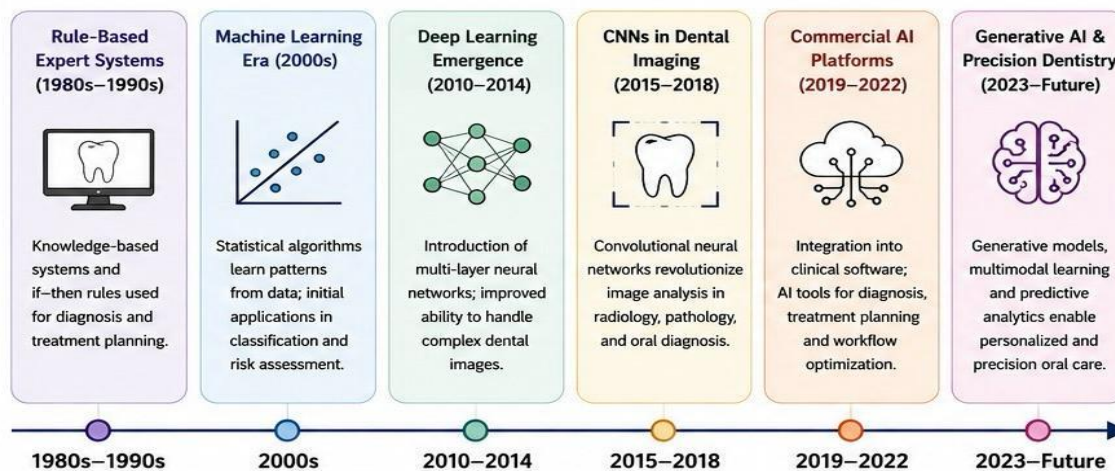 Rule-Based
Expert Systems
(1980s–1990s)
Knowledge-based
systems and
if–then rules used
for diagnosis and
treatment planning.
Machine Learning
Era (2000s)
Statistical algorithms
learn patterns
from data; initial
applications in
classification and
risk assessment.
Deep Learning
Emergence
(2010–2014)
Introduction of
multi-layer neural
networks; improved
ability to handle
complex dental
images.
CNNs in Dental
Imaging
(2015–2018)
Convolutional neural
networks revolutionize
image analysis in
radiology, pathology,
and oral diagnosis.
Commercial AI
Platforms
(2019–2022)
Integration into
clinical software;
AI tools for diagnosis,
treatment planning
and workflow
optimization.
Generative AI &
Precision Dentistry
(2023–Future)
Generative models,
multimodal learning
and predictive
analytics enable
personalized and
precision oral care.
1980s–1990s
2000s
2010–2014
2015–2018
2019–2022
2023–Future